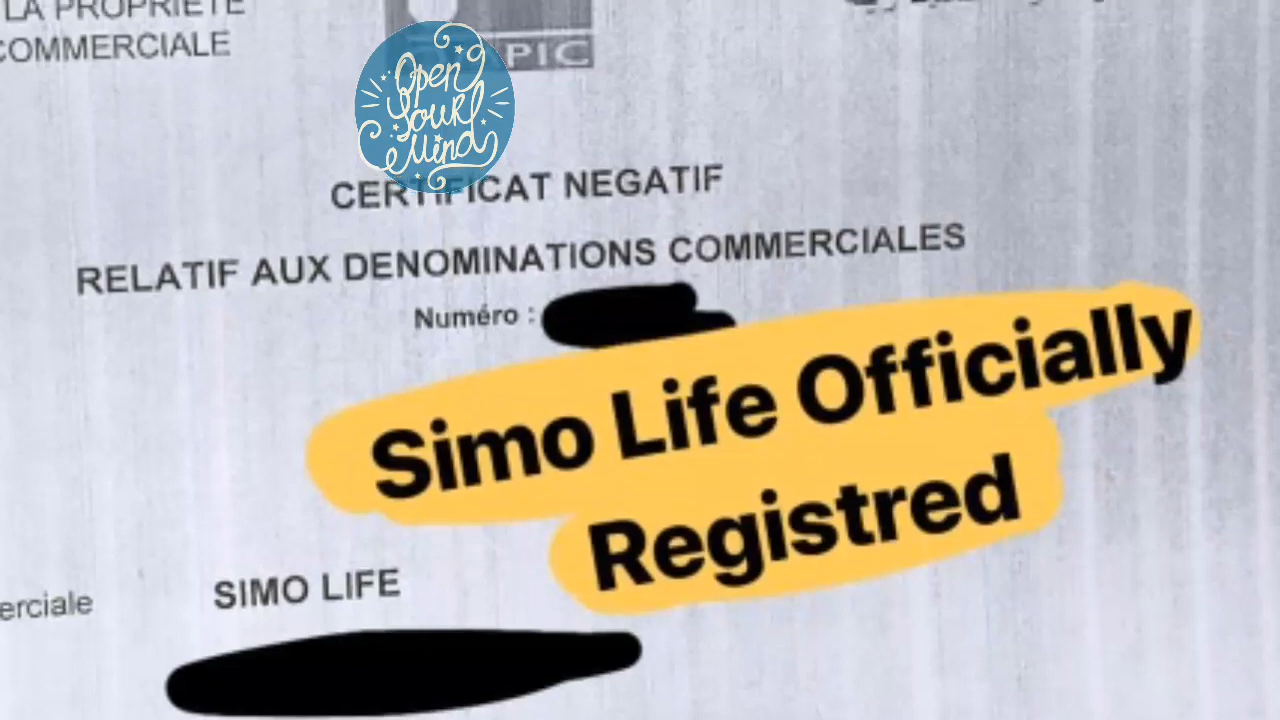 LA PROPRIETE
COMMERCIALE
PIC
Open
Your
Mind
CERTIFICAT NEGATIF
RELATIF AUX DENOMINATIONS COMMERCIALES
Numéro :
Simo Life Officially
Registred
erciale
SIMO LIFE